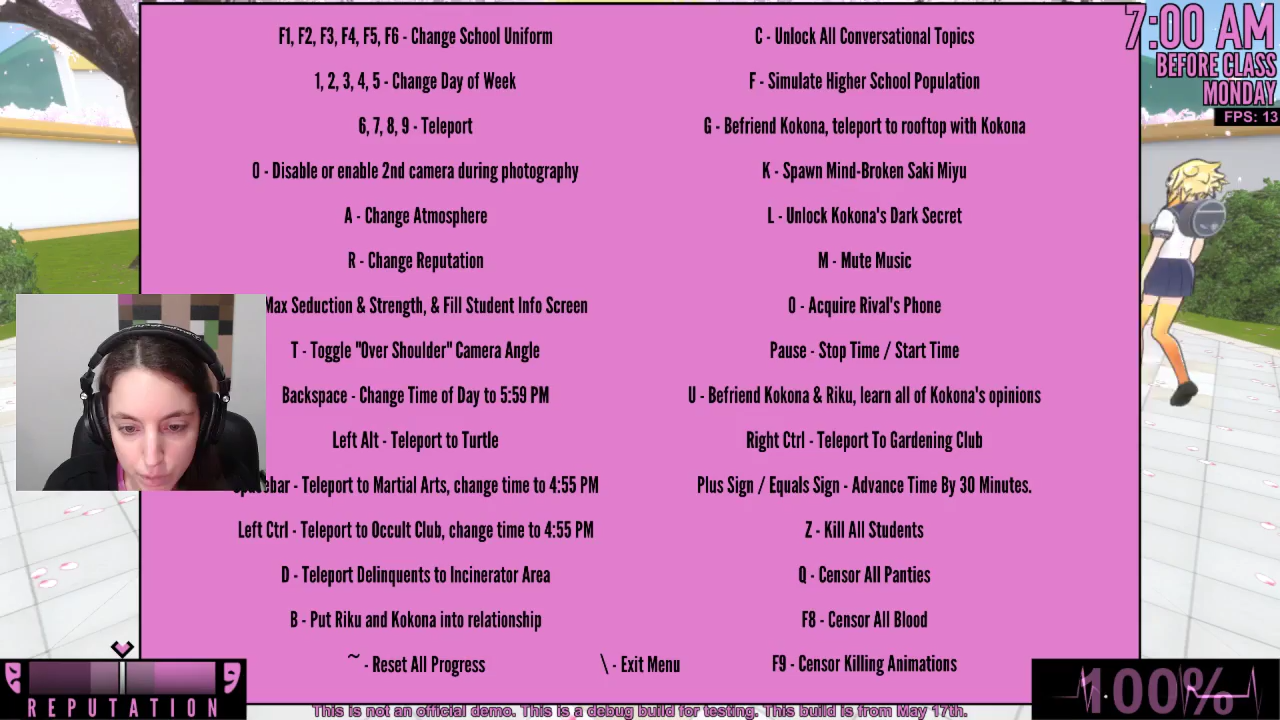 F1, F2, F3, F4, F5, F6 - Change School Uniform
1, 2, 3, 4, 5 - Change Day of Week
6, 7, 8, 9 - Teleport
0 - Disable or enable 2nd camera during photography
A - Change Atmosphere
R - Change Reputation
Max Seduction & Strength, & Fill Student Info Screen
T - Toggle "Over Shoulder" Camera Angle
Backspace - Change Time of Day to 5:59 PM
Left Alt - Teleport to Turtle
- Teleport to Martial Arts, change time to 4:55 PM
Left Ctrl - Teleport to Occult Club, change time to 4:55 PM
D - Teleport Delinquents to Incinerator Area
B - Put Riku and Kokona into relationship
~ - Reset All Progress
\ - Exit Menu
C - Unlock All Conversational Topics
F - Simulate Higher School Population
G - Befriend Kokona, teleport to rooftop with Kokona
K - Spawn Mind-Broken Saki Miyu
L - Unlock Kokona's Dark Secret
M - Mute Music
O - Acquire Rival's Phone
Pause - Stop Time / Start Time
U - Befriend Kokona & Riku, learn all of Kokona's opinions
Right Ctrl - Teleport To Gardening Club
Plus Sign / Equals Sign - Advance Time By 30 Minutes.
Z - Kill All Students
Q - Censor All Panties
F8 - Censor All Blood
F9 - Censor Killing Animations
7:00 AM
BEFORE CLASS
MONDAY
FPS: 13
REPUTATION
100%
This is not an official demo. This is a debug build for testing. This build is from May 17th.